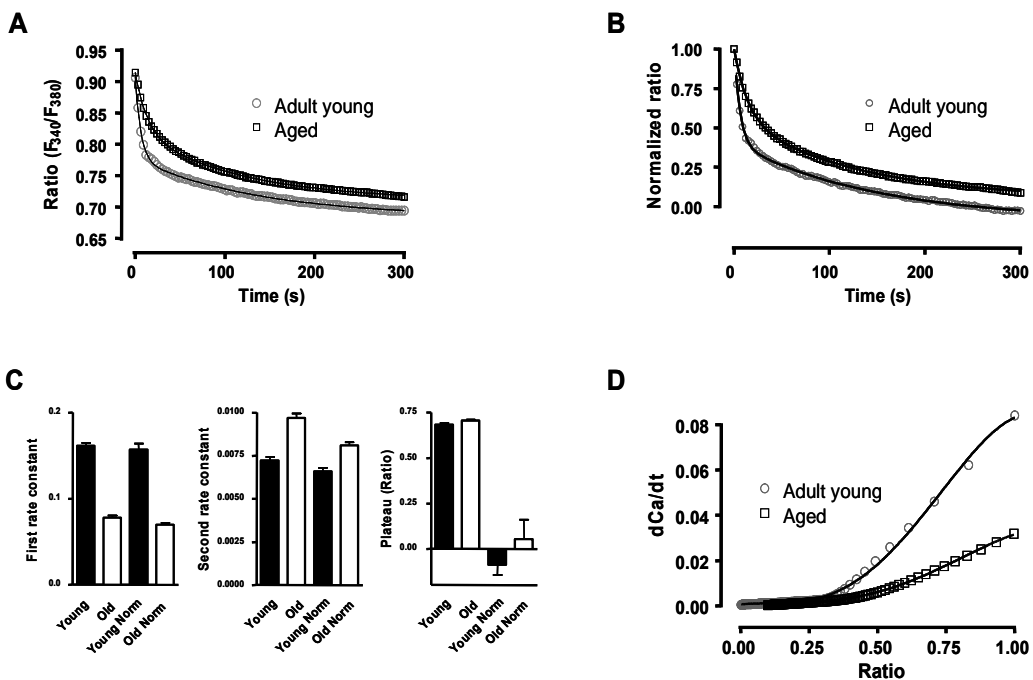 A
Ratio (F340/F380)
0.95
0.90
0.85
0.80
0.75
0.70
0.65
Adult young
Aged
0 100 200 300
Time (s)
B
Normalized ratio
1.00
0.75
0.50
0.25
0.00
Adult young
Aged
0 100 200 300
Time (s)
C
First rate constant
0.2
0.1
0.0
Young Old Young Norm Old Norm
Second rate constant
0.0100
0.0075
0.0050
0.0025
0.0000
Young Old Young Norm Old Norm
Plateau (Ratio)
0.75
0.50
0.25
0.00
Young Old Young Norm Old Norm
D
dCa/dt
0.08
0.06
0.04
0.02
0.00
Adult young
Aged
0.00 0.25 0.50 0.75 1.00
Ratio